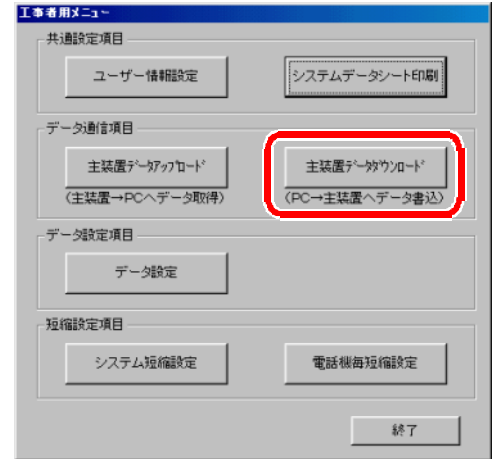 工事者用ﾒﾆｭｰ
共通設定項目
ユーザー情報設定
システムデータシート印刷
データ通信項目
主装置ﾃﾞｰﾀｱｯﾌﾟﾛｰﾄﾞ
主装置ﾃﾞｰﾀﾀﾞｳﾝﾛｰﾄﾞ
(主装置→PCへデータ取得)
(PC→主装置へデータ書込)
データ設定項目
データ設定
短縮設定項目
システム短縮設定
電話機毎短縮設定
終了